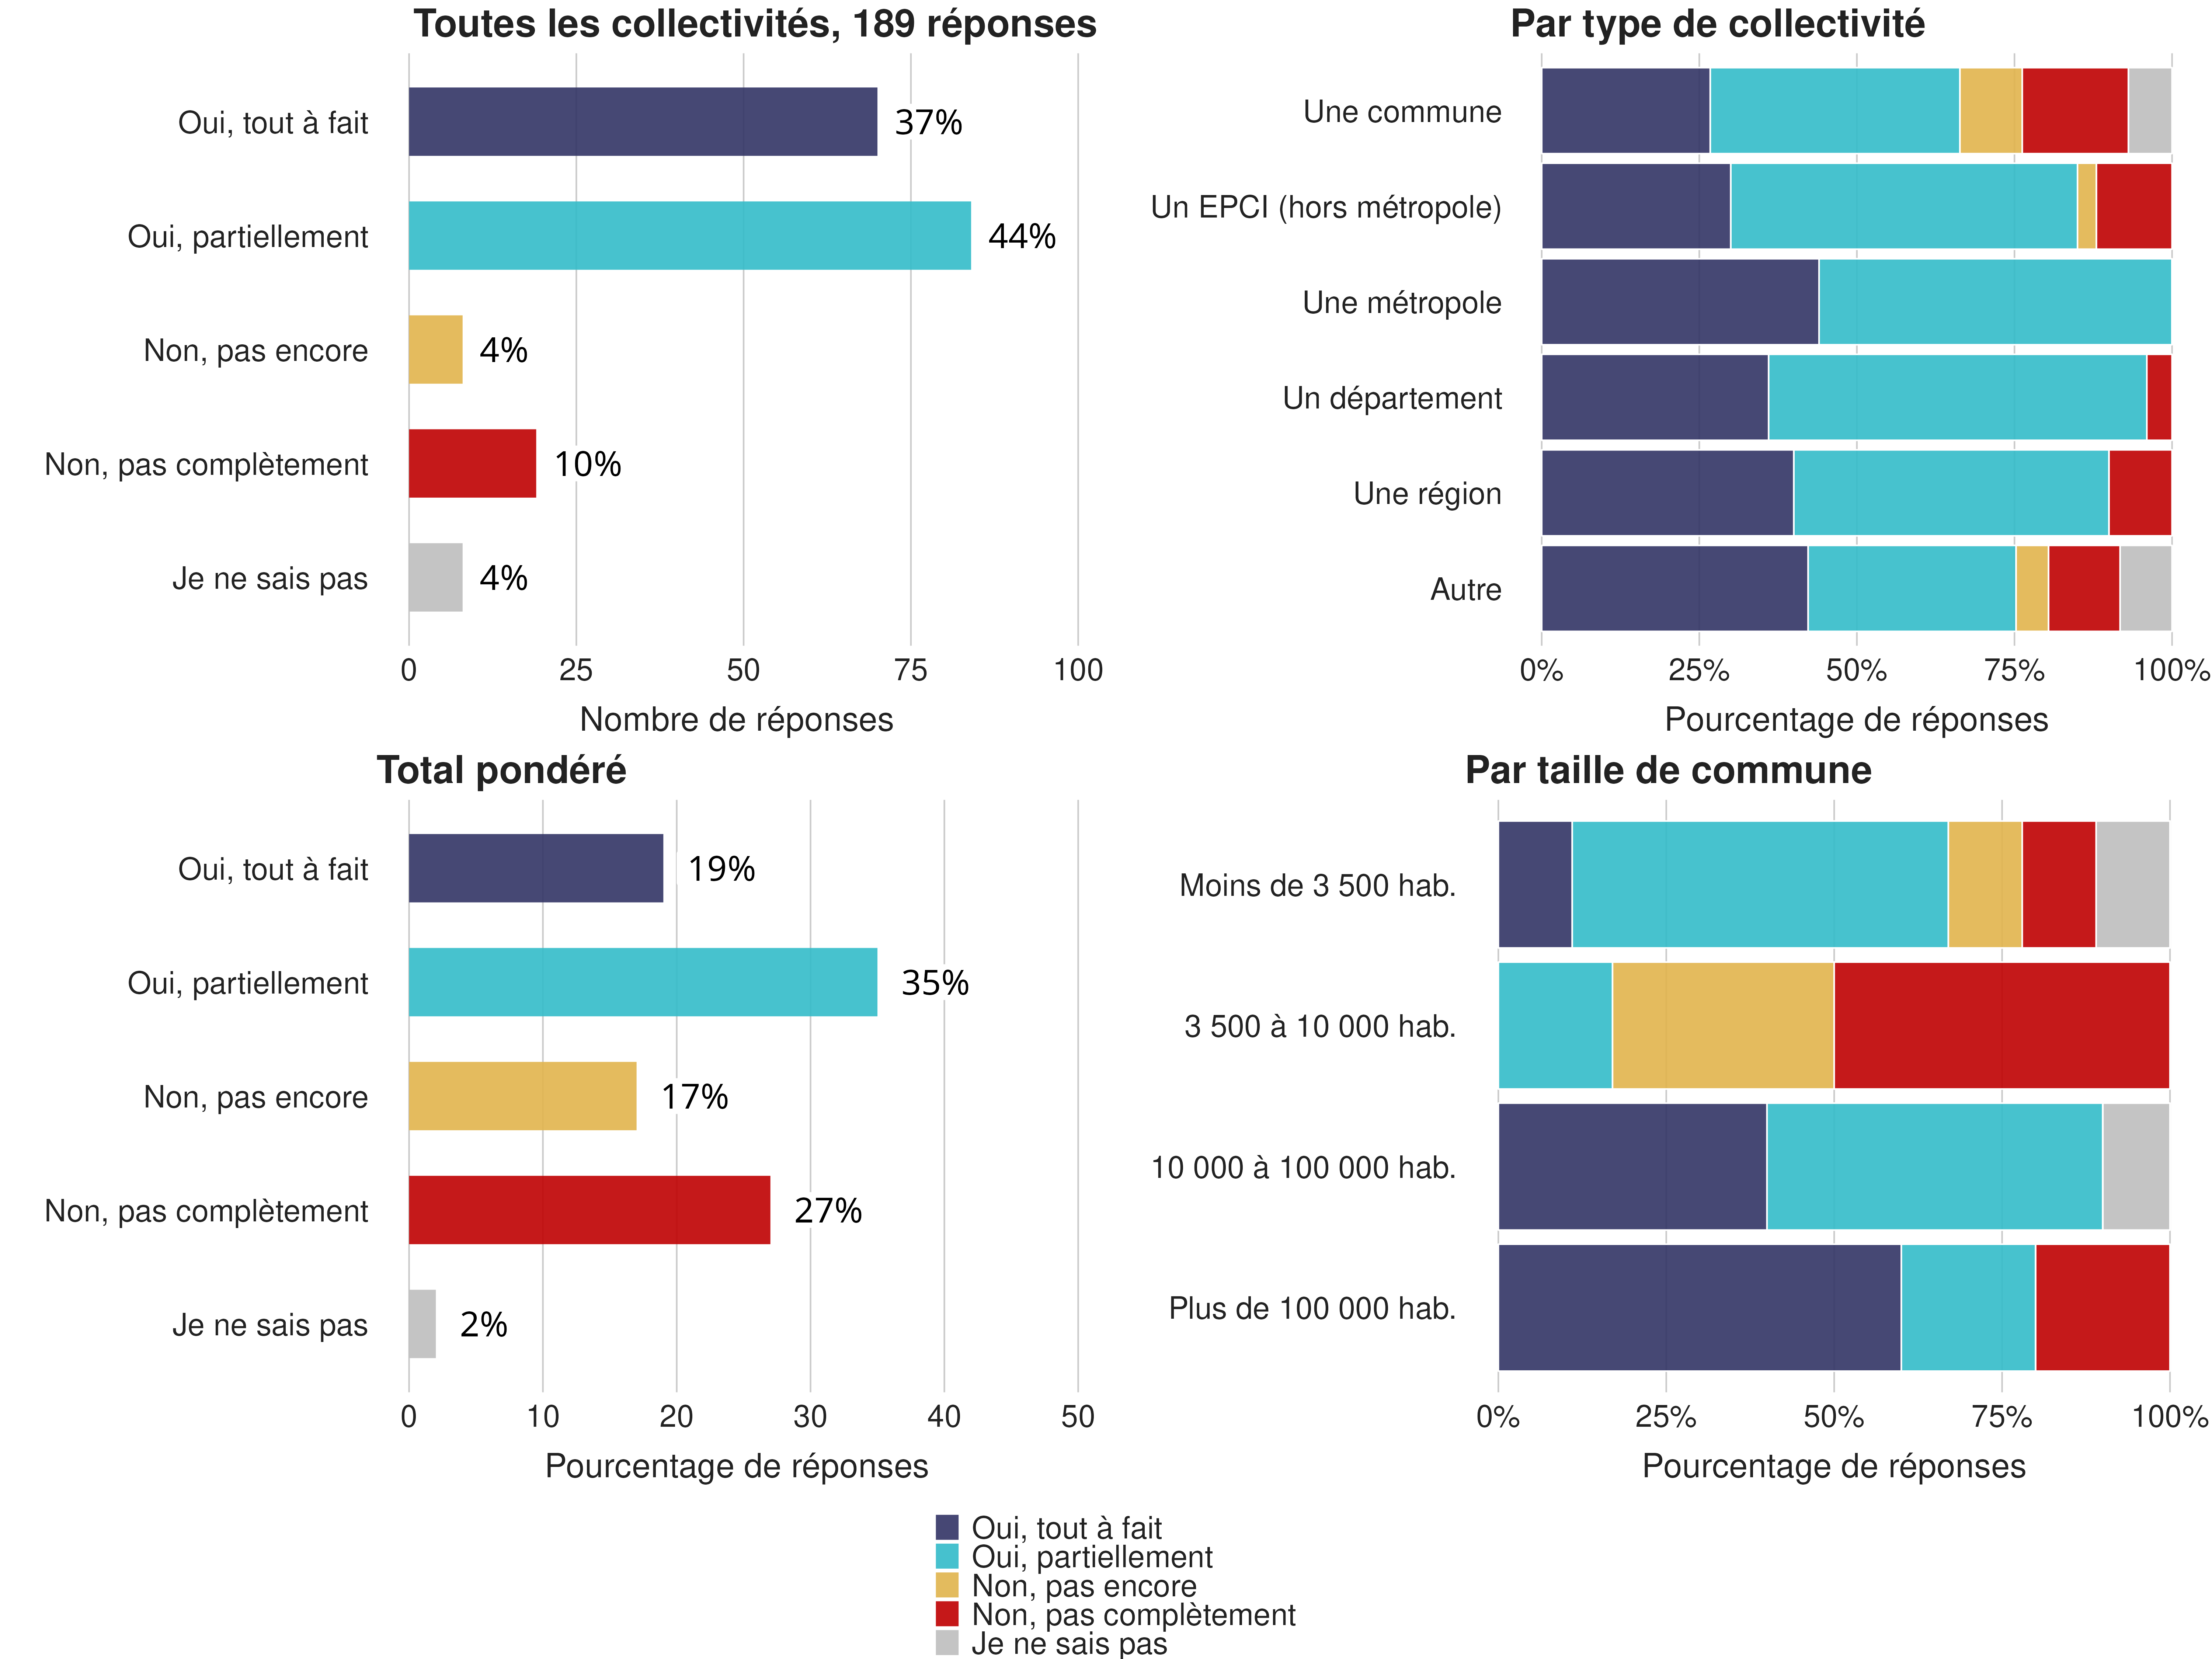 Toutes les collectivités, 189 réponses
Oui, tout à fait
37%
Oui, partiellement
44%
Non, pas encore
4%
Non, pas complètement
10%
Je ne sais pas
4%
0 25 50 75 100
Nombre de réponses
Par type de collectivité
Une commune
Un EPCI (hors métropole)
Une métropole
Un département
Une région
Autre
0% 25% 50% 75% 100%
Pourcentage de réponses
Total pondéré
Oui, tout à fait
19%
Oui, partiellement
35%
Non, pas encore
17%
Non, pas complètement
27%
Je ne sais pas
2%
0 10 20 30 40 50
Pourcentage de réponses
Par taille de commune
Moins de 3 500 hab.
3 500 à 10 000 hab.
10 000 à 100 000 hab.
Plus de 100 000 hab.
0% 25% 50% 75% 100%
Pourcentage de réponses
Oui, tout à fait
Oui, partiellement
Non, pas encore
Non, pas complètement
Je ne sais pas